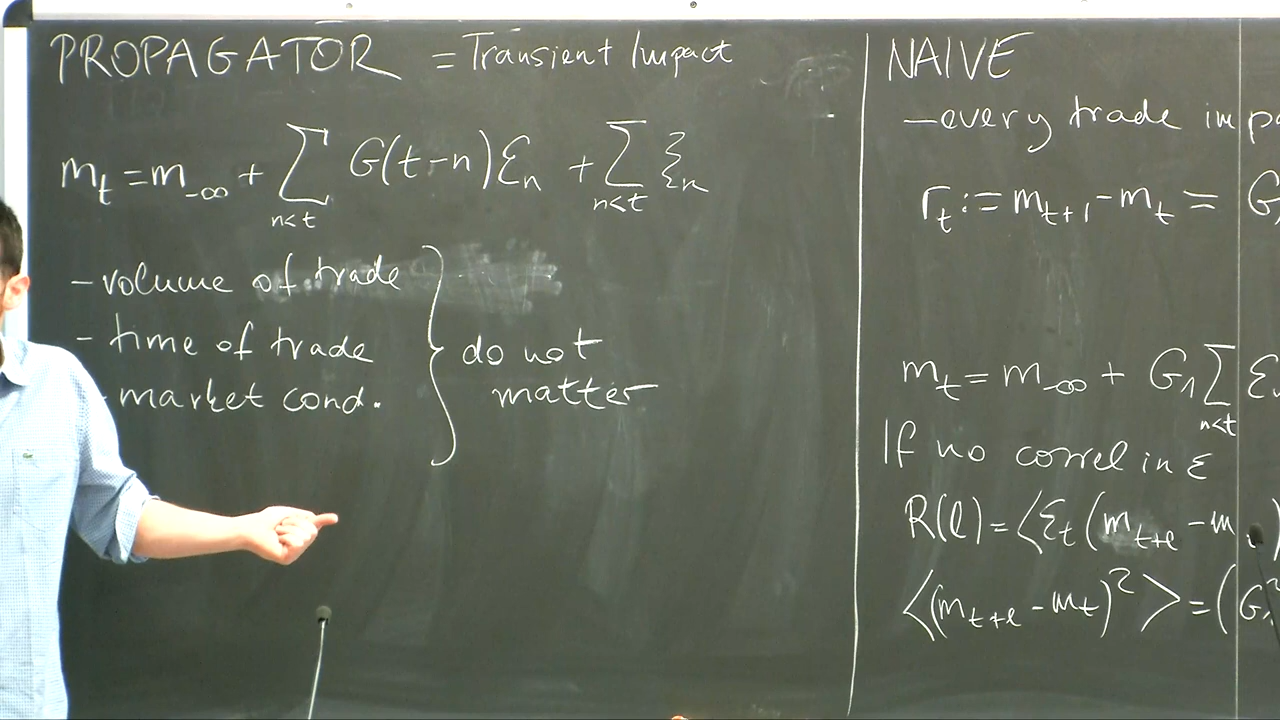 PROPAGATOR = Transient Impact
m_t = m_{-∞} + ∑_{n<t} G(t-n) ε_n + ∑_{n<t} ξ_n
- volume of trade
- time of trade
- market cond.
} do not
matter
NAIVE
- every trade imp
r_t := m_{t+1} - m_t = G
m_t = m_{-∞} + G_1 ∑_{n<t} ε
If no correl in ε
R(ℓ) = ⟨ε_t (m_{t+ℓ} - m
⟨(m_{t+ℓ} - m_t)^2⟩ = (G